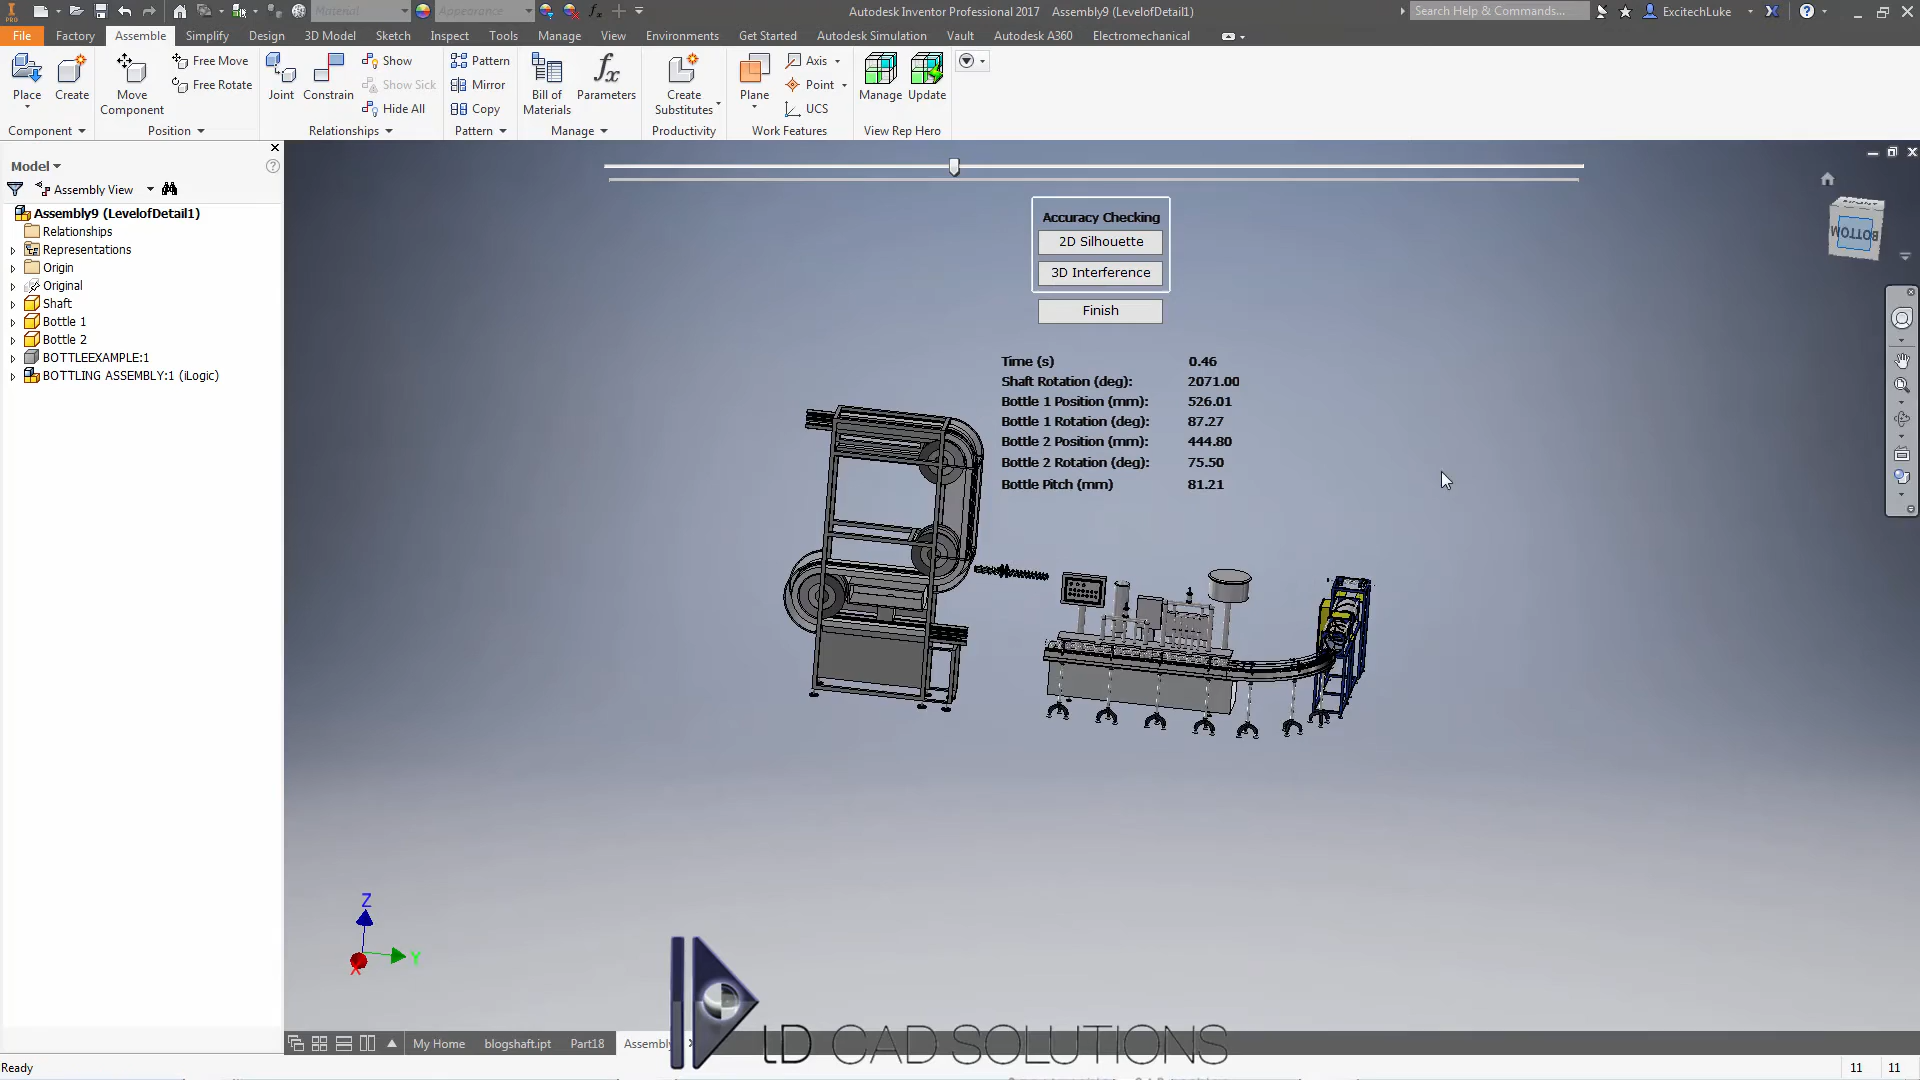 Material
Appearance
fx
Autodesk Inventor Professional 2017 Assembly9 (LevelofDetail1)
Search Help & Commands...
ExcitechLuke
PRO
File Factory Assemble Simplify Design 3D Model Sketch Inspect Tools Manage View Environments Get Started Autodesk Simulation Vault Autodesk A360 Electromechanical
Place
Create
Move
Component
Free Move
Free Rotate
Joint
Constrain
Show
Show Sick
Hide All
Pattern
Mirror
Copy
Bill of
Materials
fx
Parameters
Create
Substitutes
Plane
Axis
Point
UCS
Manage
Update
Component Position Relationships Pattern Manage Productivity Work Features View Rep Hero
Model
Assembly View
Assembly9 (LevelofDetail1)
Relationships
Representations
Origin
Original
Shaft
Bottle 1
Bottle 2
BOTTLEEXAMPLE:1
BOTTLING ASSEMBLY:1 (iLogic)
Accuracy Checking
2D Silhouette
3D Interference
Finish
Time (s) 0.46
Shaft Rotation (deg): 2071.00
Bottle 1 Position (mm): 526.01
Bottle 1 Rotation (deg): 87.27
Bottle 2 Position (mm): 444.80
Bottle 2 Rotation (deg): 75.50
Bottle Pitch (mm) 81.21
BOTTOM
Z
Y
X
My Home blogshaft.ipt Part18 Assembly
LD CAD SOLUTIONS
Ready
11 11